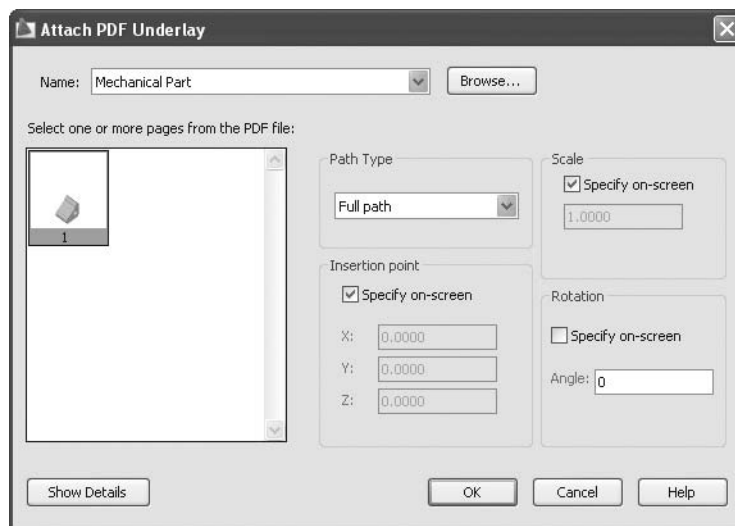 Attach PDF Underlay
Name: Mechanical Part Browse...
Select one or more pages from the PDF file:
1
Path Type
Full path
Insertion point
Specify on-screen
X: 0.0000
Y: 0.0000
Z: 0.0000
Scale
Specify on-screen
1.0000
Rotation
Specify on-screen
Angle: 0
Show Details OK Cancel Help